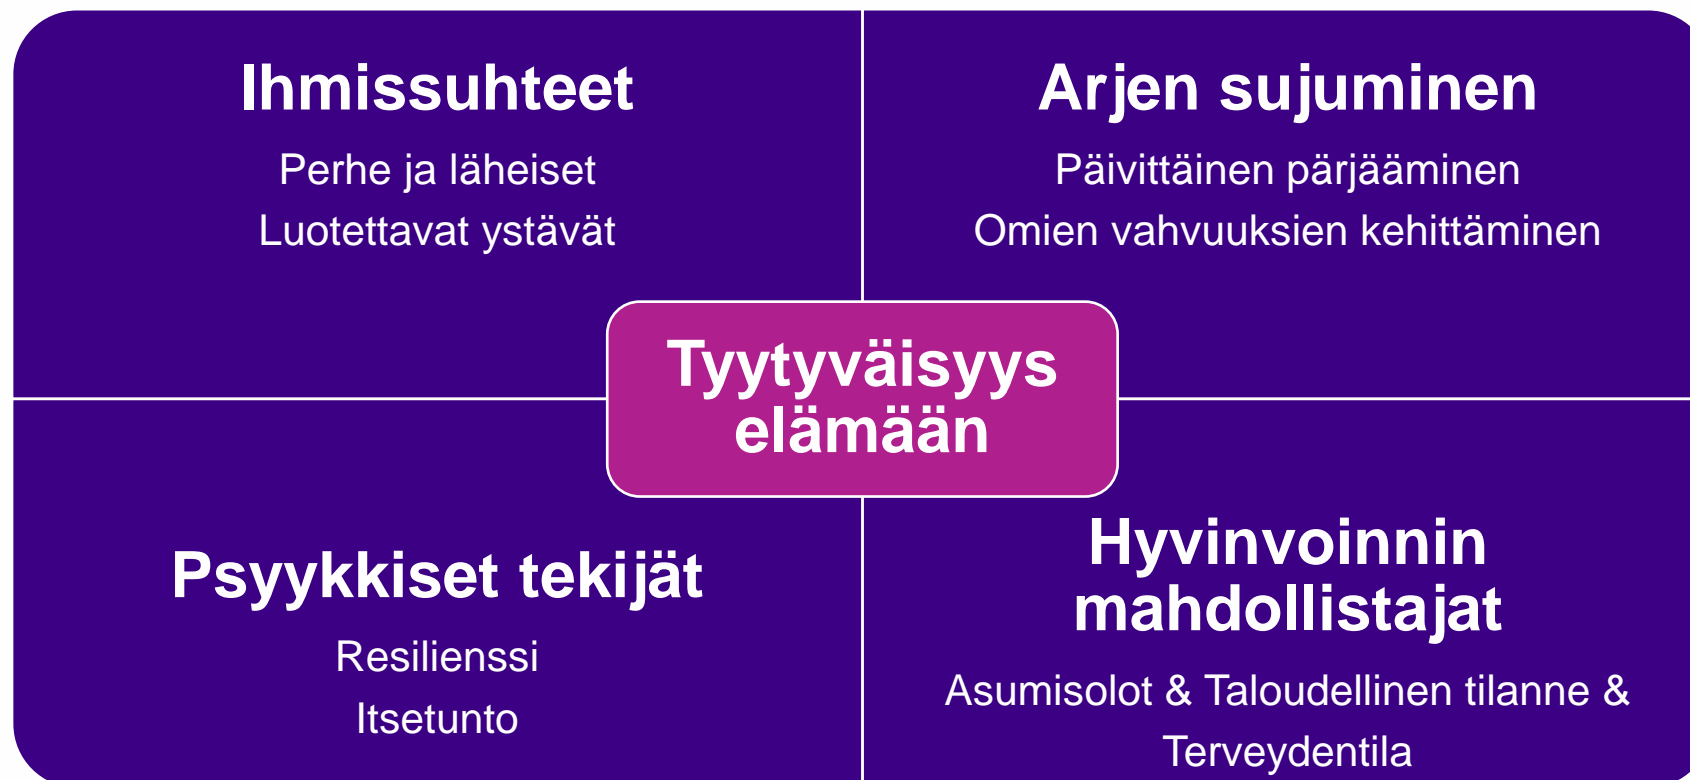 Ihmissuhteet
Perhe ja läheiset
Luotettavat ystävät
Arjen sujuminen
Päivittäinen pärjääminen
Omien vahvuuksien kehittäminen
Tyytyväisyys
elämään
Psyykkiset tekijät
Resilienssi
Itsetunto
Hyvinvoinnin
mahdollistajat
Asumisolot & Taloudellinen tilanne &
Terveydentila